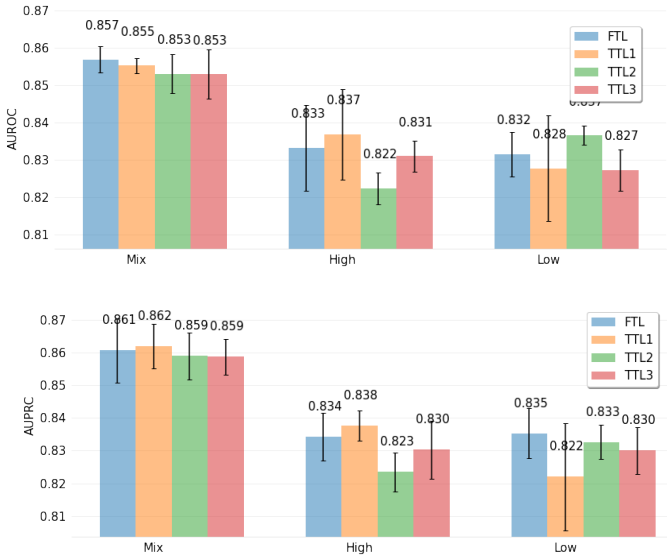 0.87
0.86
0.85
0.84
0.83
0.82
0.81
AUROC
0.857
0.855
0.853
0.853
0.833
0.837
0.822
0.831
0.832
0.828
0.827
FTL
TTL1
TTL2
TTL3
Mix
High
Low
0.87
0.86
0.85
0.84
0.83
0.82
0.81
AUPRC
0.861
0.862
0.859
0.859
0.834
0.838
0.823
0.830
0.835
0.822
0.833
0.830
FTL
TTL1
TTL2
TTL3
Mix
High
Low